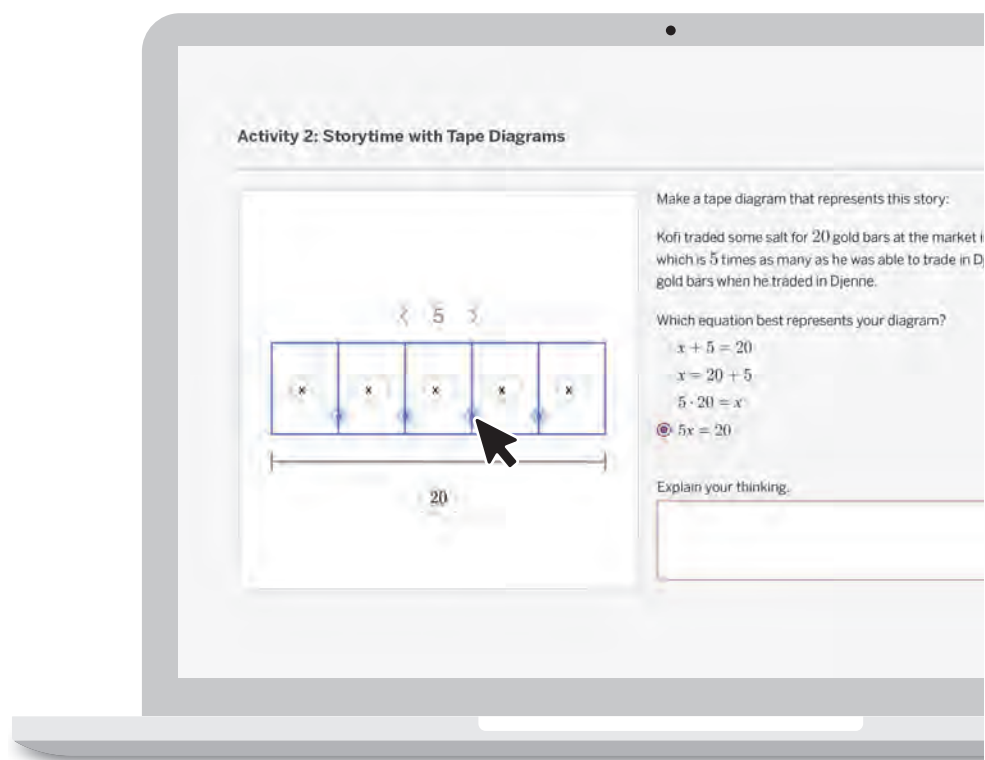 Activity 2: Storytime with Tape Diagrams
5
x x x x x
20
Make a tape diagram that represents this story:
Kofi traded some salt for 20 gold bars at the market
which is 5 times as many as he was able to trade in
gold bars when he traded in Djenne.
Which equation best represents your diagram?
x + 5 = 20
x = 20 + 5
5 · 20 = x
5x = 20
Explain your thinking.